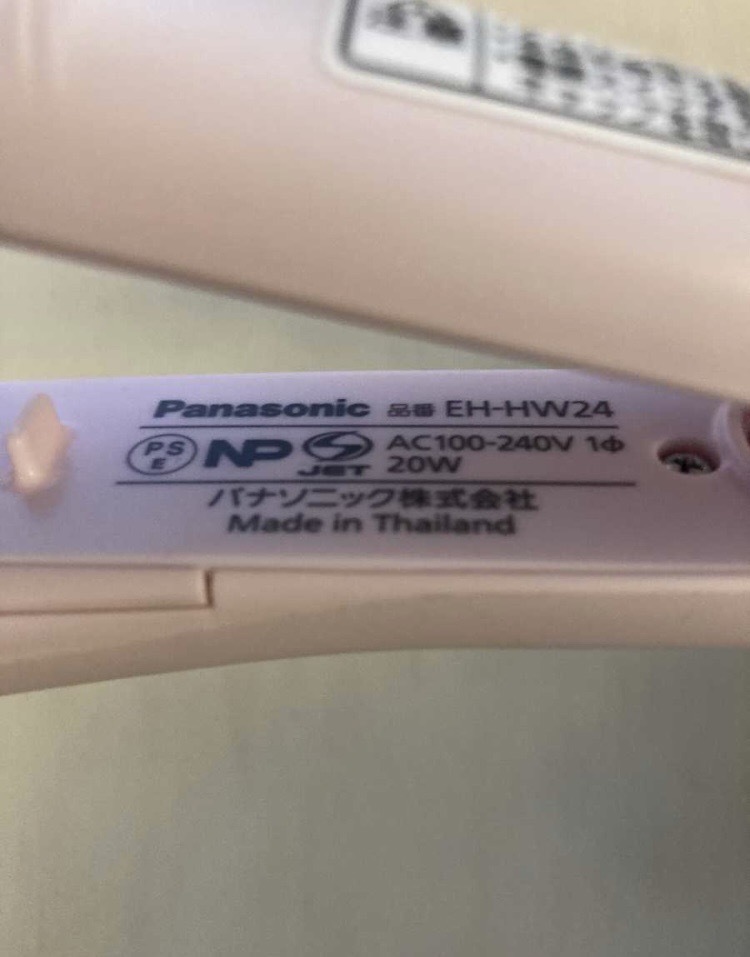 Panasonic 品番 EH-HW24
PS
E
NP
JET
AC100-240V 1ф
20W
パナソニック株式会社
Made in Thailand